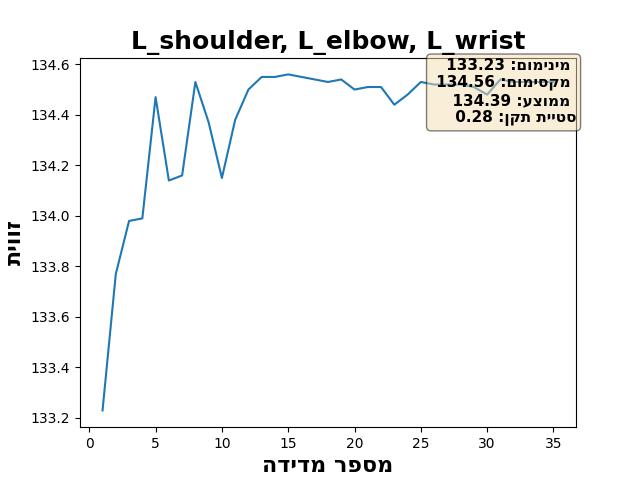 L_shoulder, L_elbow, L_wrist
מינימום: 133.23
מקסימום: 134.56
ממוצע: 134.39
סטיית תקן: 0.28
134.6
134.4
134.2
134.0
133.8
133.6
133.4
133.2
זווית
0 5 10 15 20 25 30 35
מספר מדידה